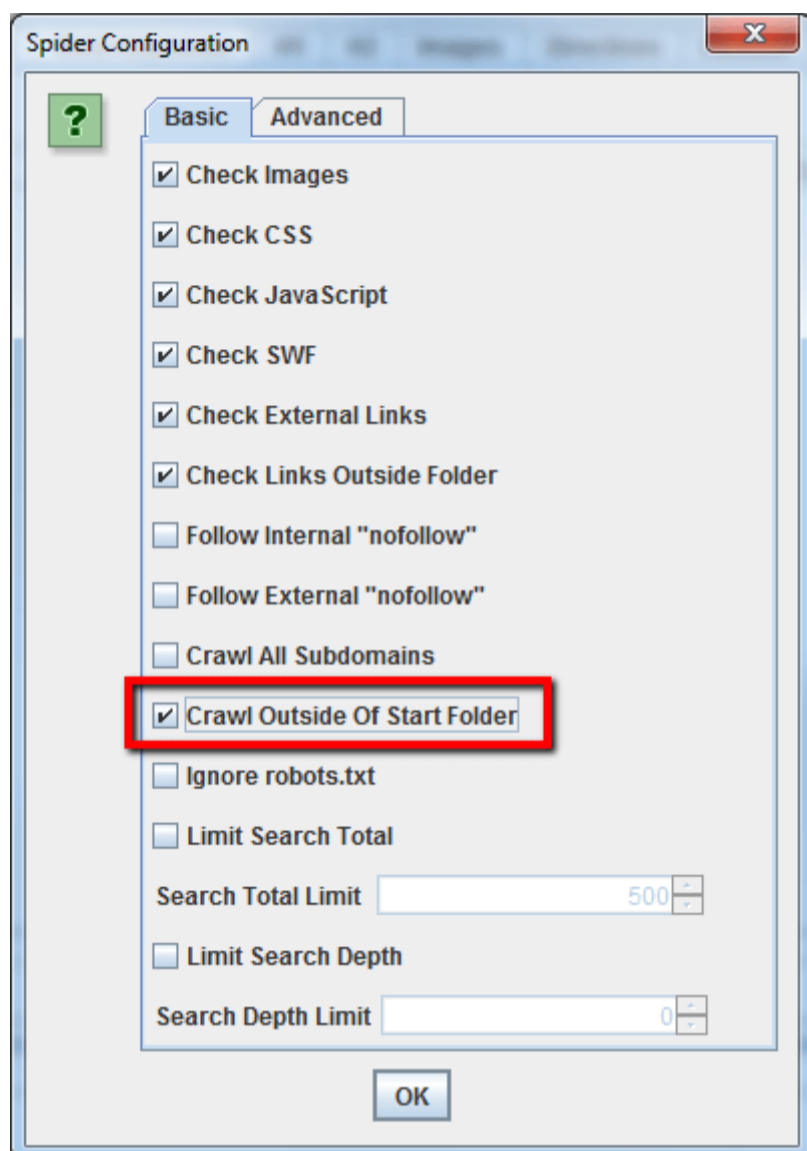 Spider Configuration
Basic Advanced
Check Images
Check CSS
Check JavaScript
Check SWF
Check External Links
Check Links Outside Folder
Follow Internal "nofollow"
Follow External "nofollow"
Crawl All Subdomains
Crawl Outside Of Start Folder
Ignore robots.txt
Limit Search Total
Search Total Limit 500
Limit Search Depth
Search Depth Limit 0
OK